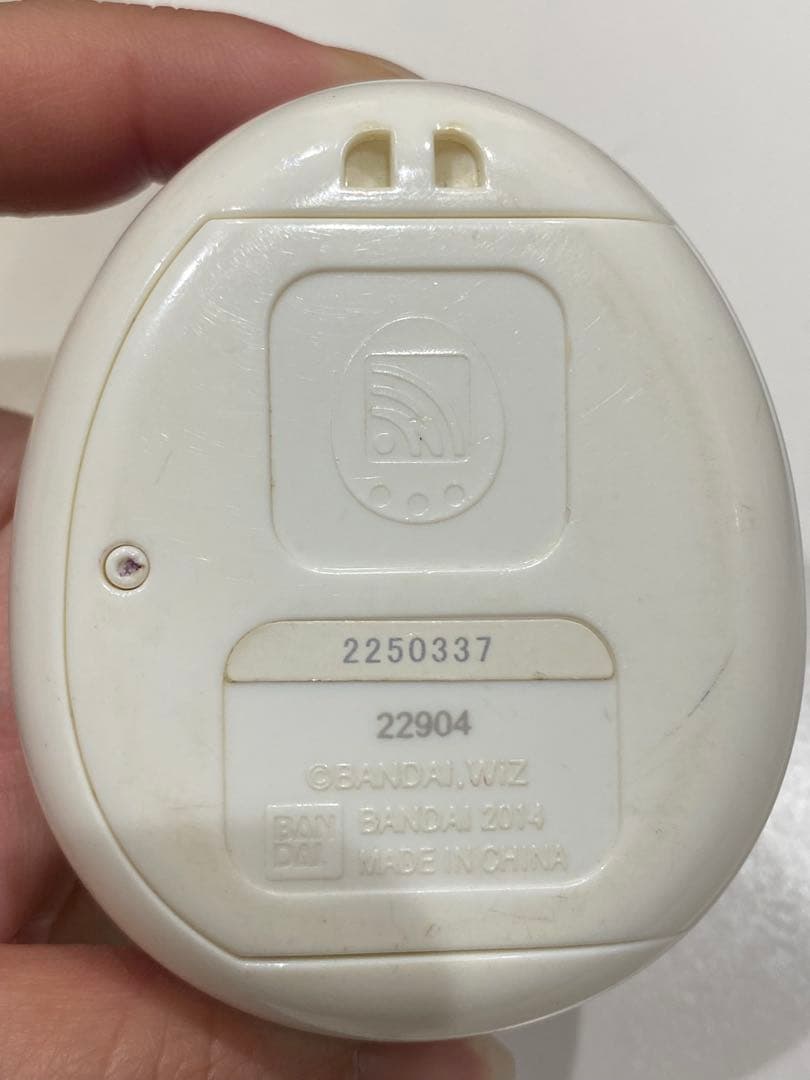 2250337
22904
©BANDAI,WIZ
BAN
DAI
BANDAI 2014
MADE IN CHINA